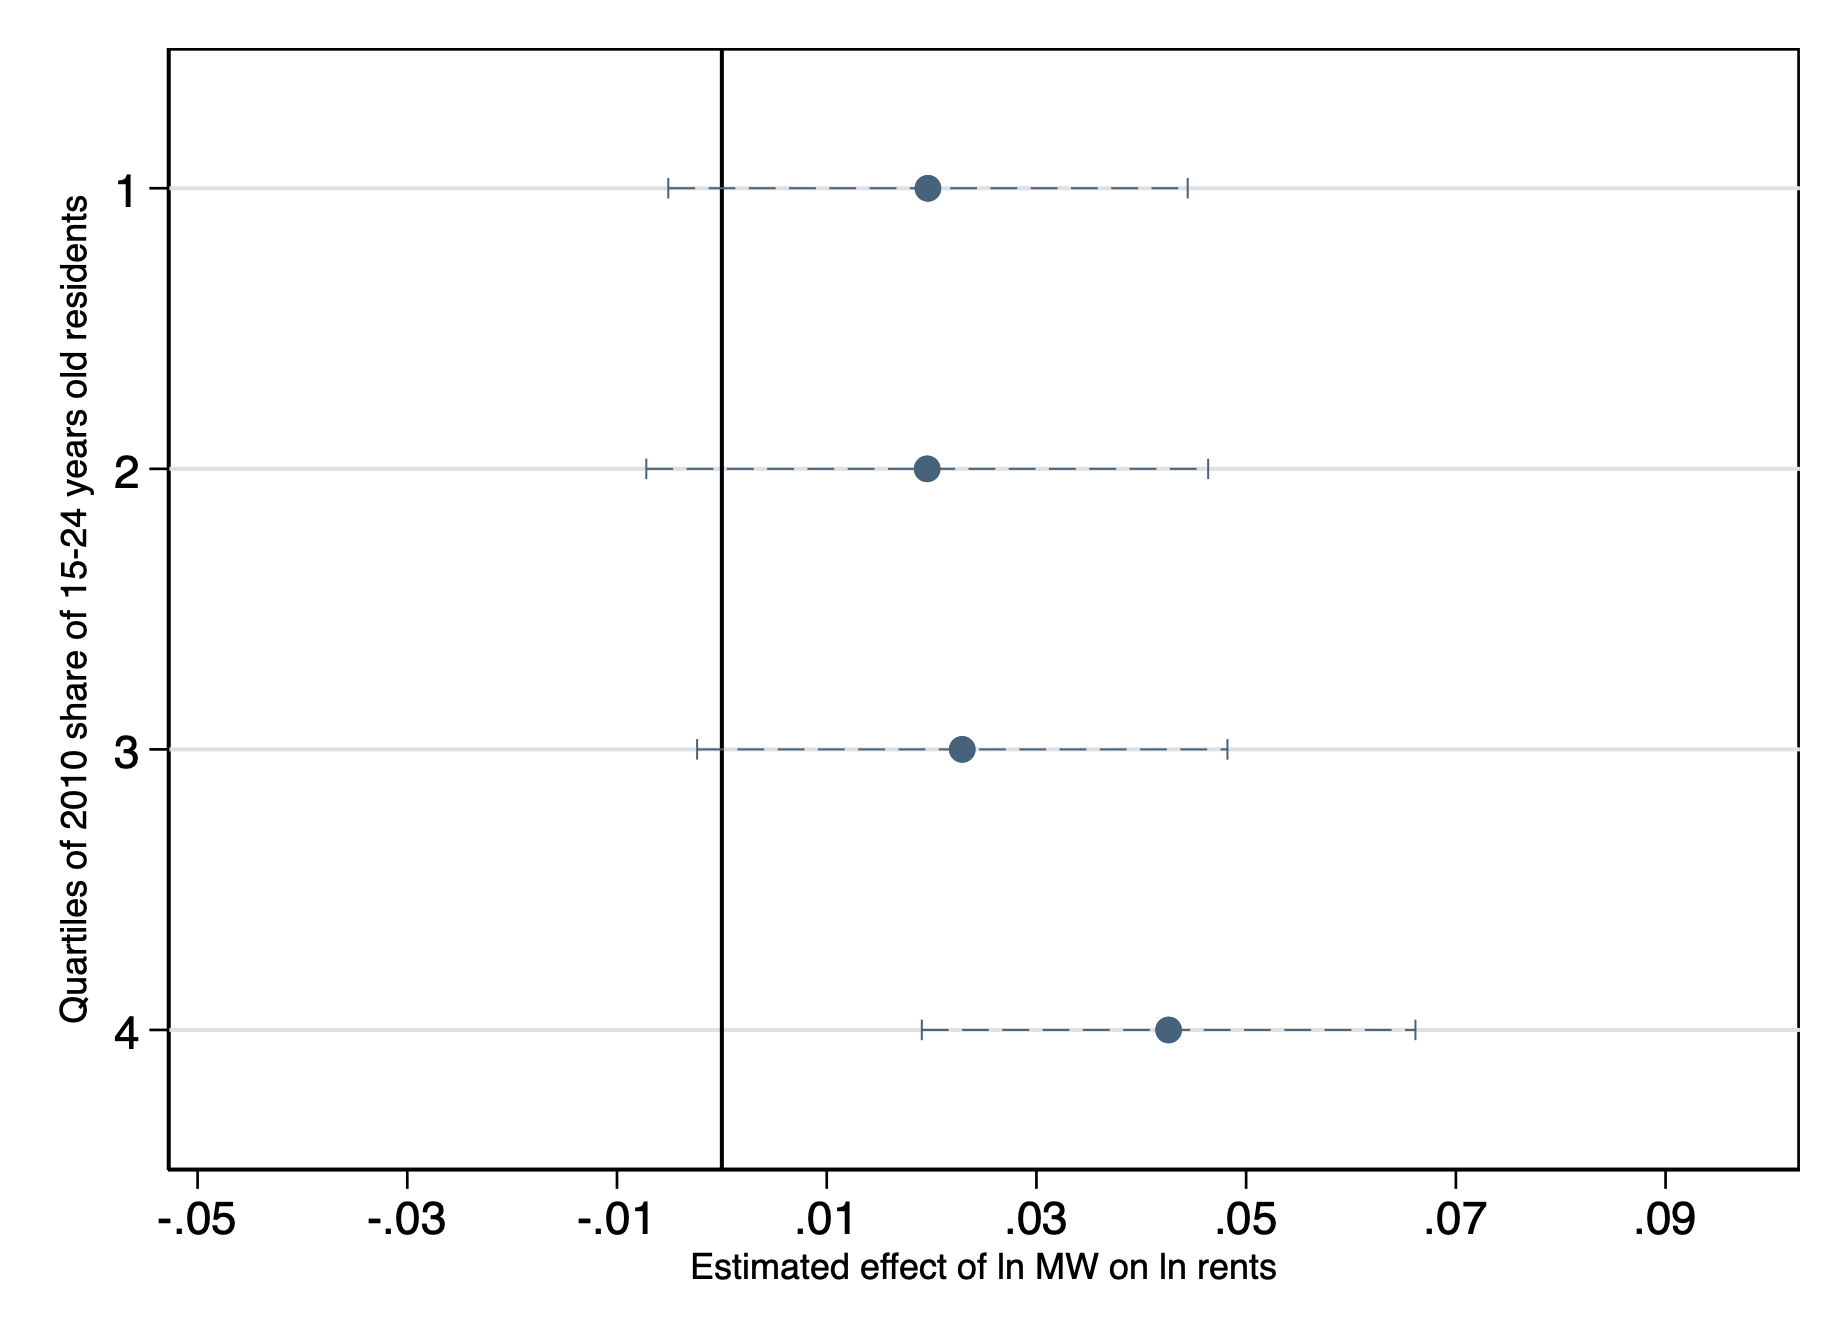 Quartiles of 2010 share of 15-24 years old residents
1
2
3
4
-.05 -.03 -.01 .01 .03 .05 .07 .09
Estimated effect of ln MW on ln rents